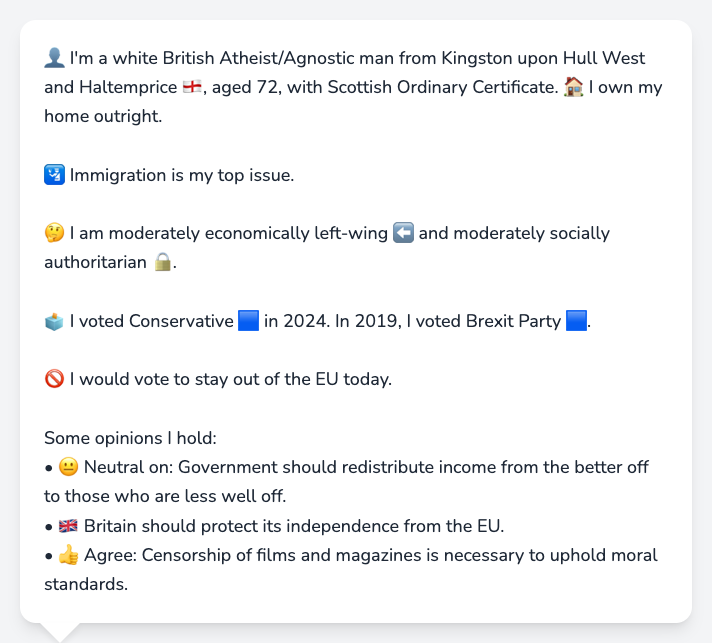 👤 I'm a white British Atheist/Agnostic man from Kingston upon Hull West
and Haltemprice 🏴󠁧󠁢󠁥󠁮󠁧󠁿, aged 72, with Scottish Ordinary Certificate. 🏠 I own my
home outright.
🛂 Immigration is my top issue.
🤔 I am moderately economically left-wing ⬅️ and moderately socially
authoritarian 🔒.
🗳️ I voted Conservative 🟦 in 2024. In 2019, I voted Brexit Party 🟦.
🚫 I would vote to stay out of the EU today.
Some opinions I hold:
• 😐 Neutral on: Government should redistribute income from the better off
to those who are less well off.
• 🇬🇧 Britain should protect its independence from the EU.
• 👍 Agree: Censorship of films and magazines is necessary to uphold moral
standards.